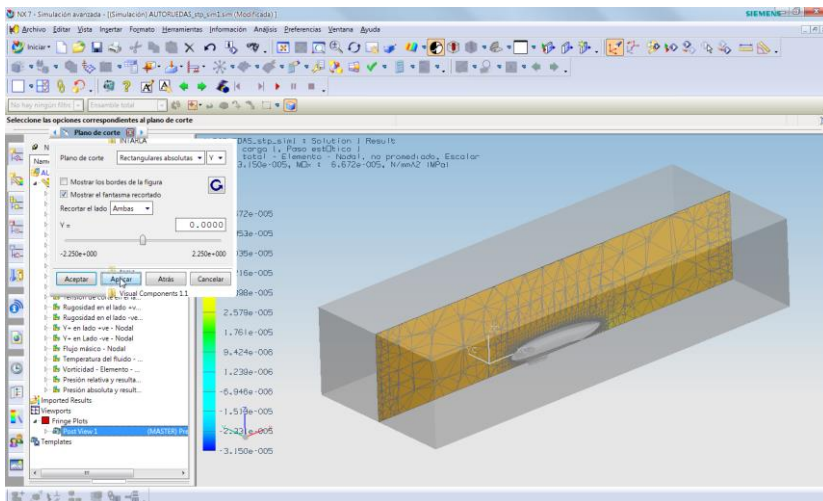 NX 7 - Simulación avanzada - [(Simulación) AUTORUEDAS_stp_sim1.sim (Modificada)]
SIEMENS
Archivo Editar Vista Insertar Formato Herramientas Información Análisis Preferencias Ventana Ayuda
Iniciar
No hay ningún filtro
Ensamble total
Seleccione las opciones correspondientes al plano de corte
Plano de corte
Plano de corte
Rectangulares absolutas
Y
Mostrar los bordes de la figura
Mostrar el fantasma recortado
Recortar el lado
Ambas
Y =
0.0000
-2.250e+000
2.250e+000
Aceptar
Aplicar
Atrás
Cancelar
Visual Components 1.1
Rugosidad en el lado +v...
Rugosidad en el lado -ve...
Y+ en lado +ve - Nodal
Y+ en Lado -ve - Nodal
Flujo másico - Nodal
Temperatura del fluido - ...
Vorticidad - Elemento - ...
Presión relativa y resulta...
Presión absoluta y result...
Imported Results
Viewports
Fringe Plots
Post View 1
(MASTER) Pre
Templates
DAS_stp_sim1 : Solution 1 Result
carga 1, Paso estático 1
total - Elemento - Nodal, no promediado, Escalar
3.150e-005, Máx : 6.672e-005, N/mm^2 (MPa)
2.579e-005
1.761e-005
9.424e-006
1.239e-006
-6.946e-006
-3.150e-005